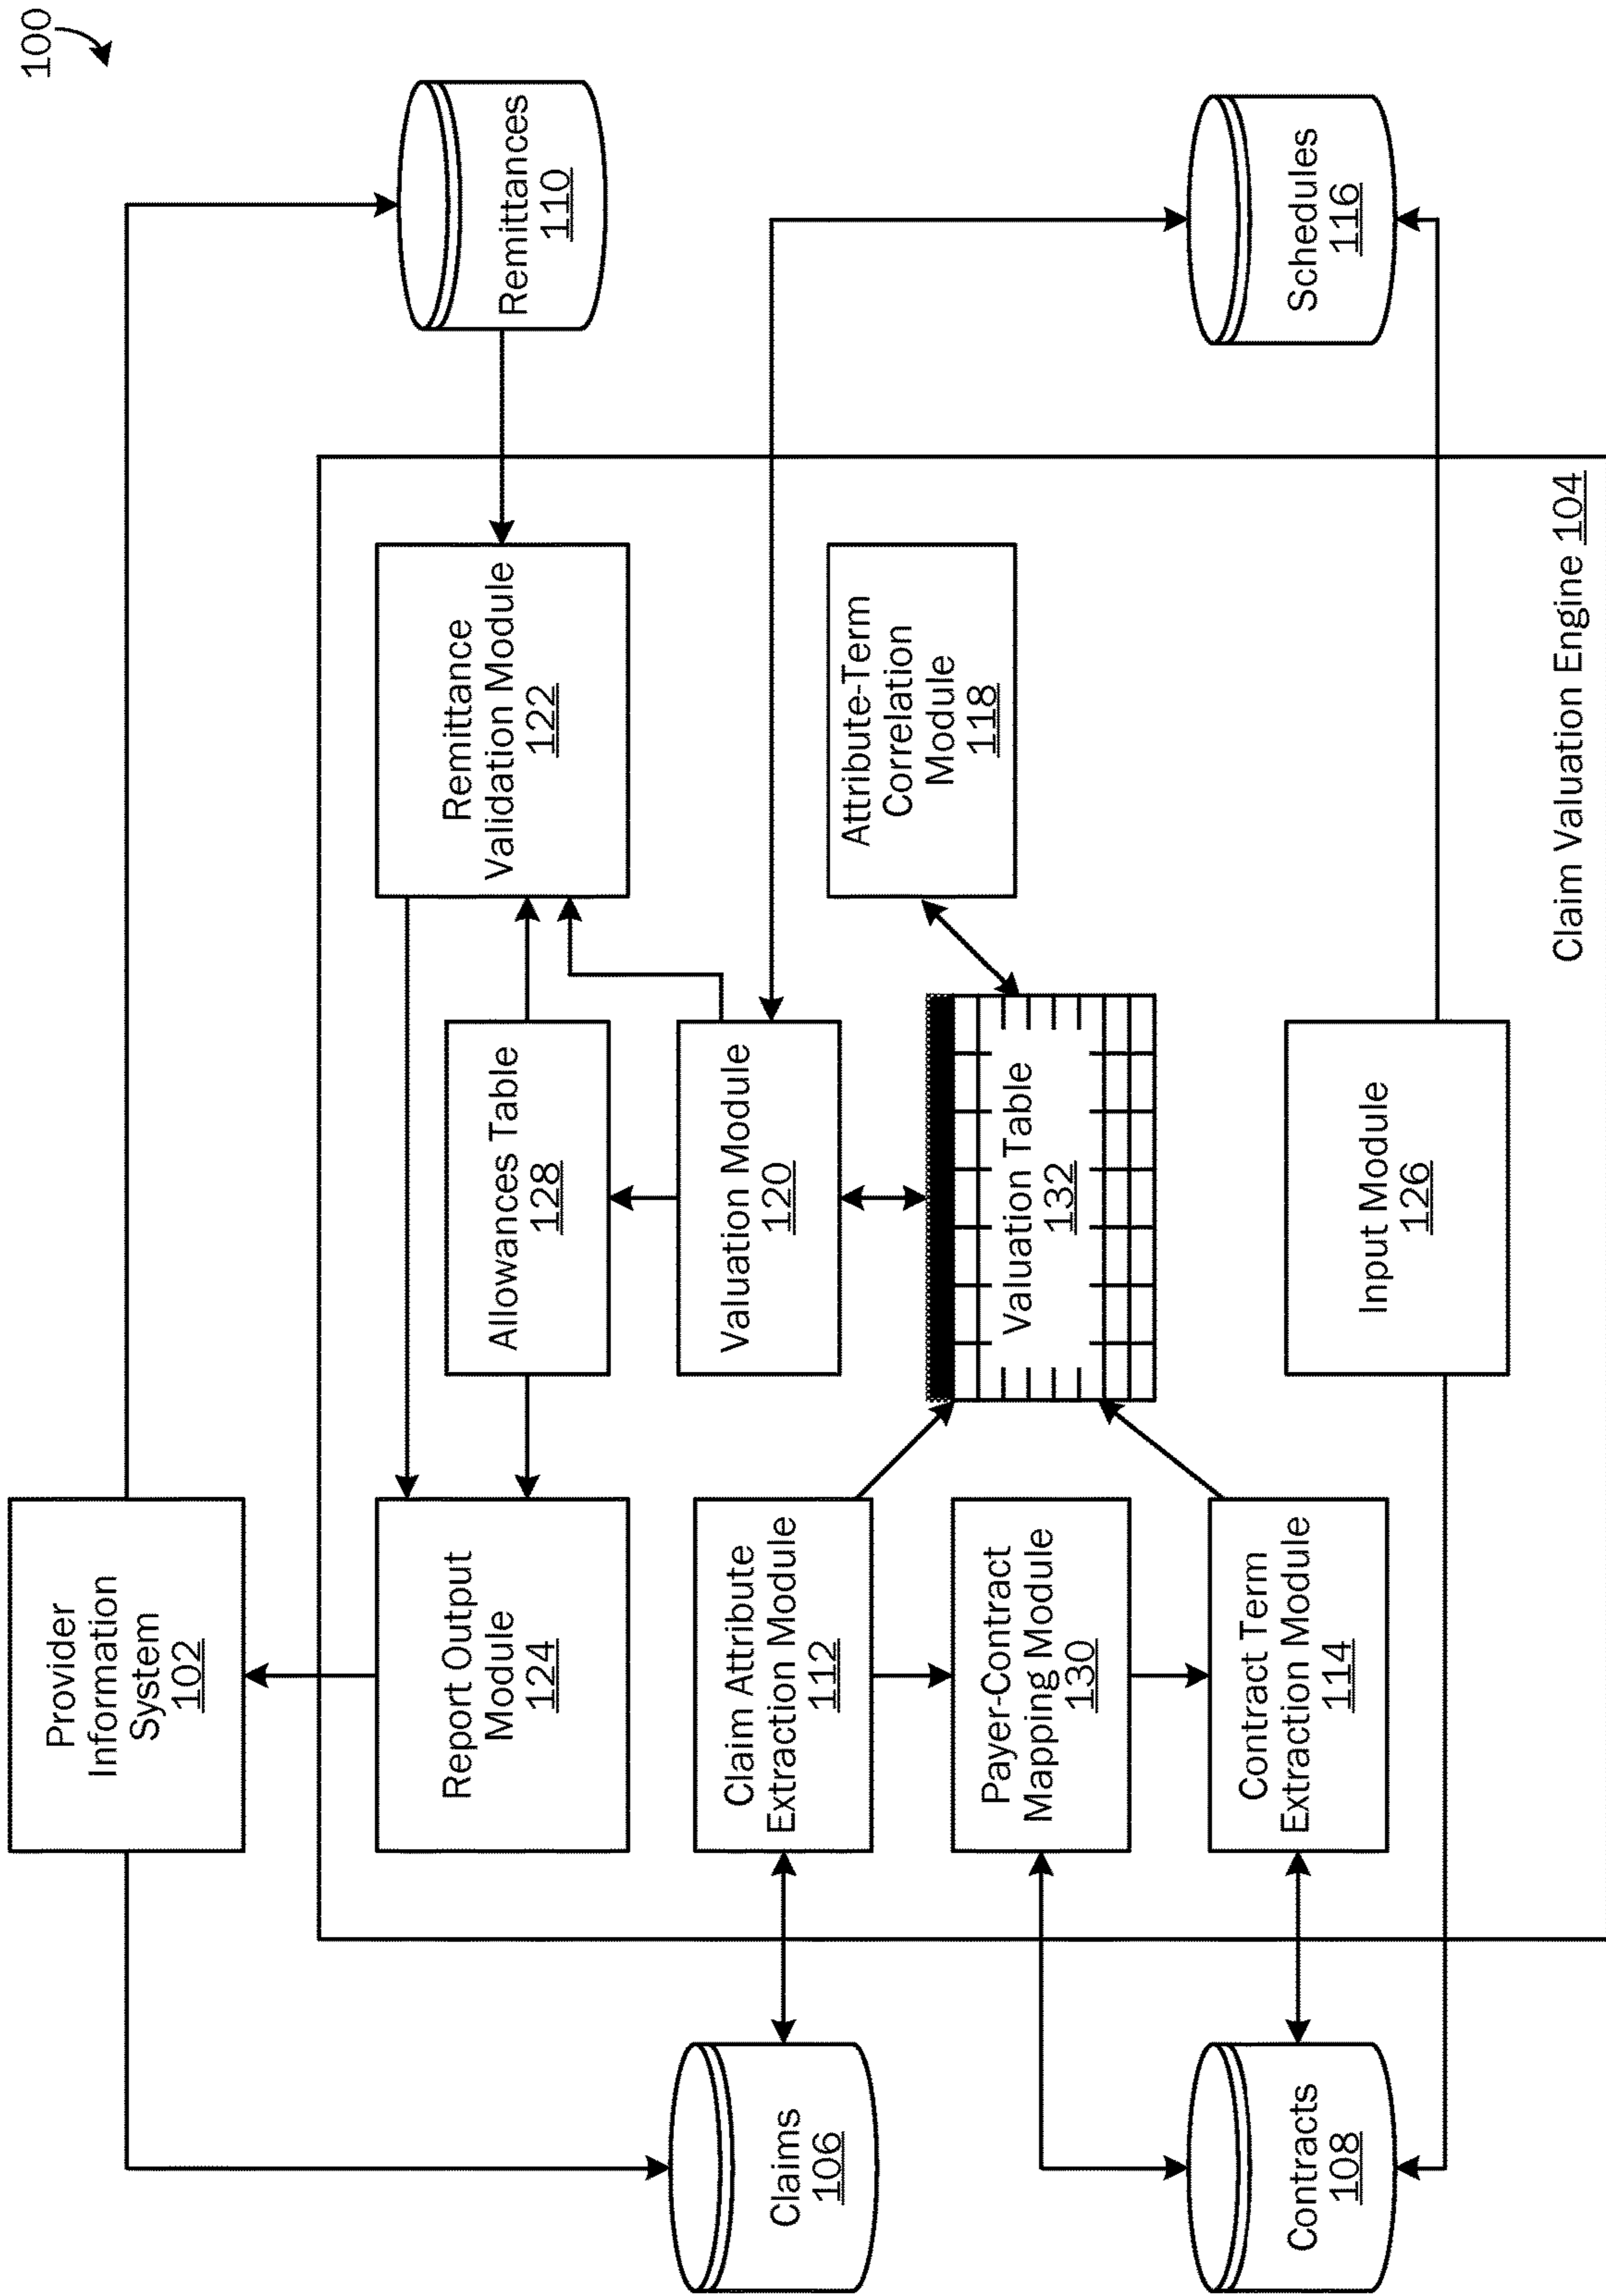 100
Provider
Information
System
102
Remittances
110
Report Output
Module
124
Allowances Table
128
Remittance
Validation Module
122
Claims
106
Claim Attribute
Extraction Module
112
Valuation Module
120
Attribute-Term
Correlation
Module
118
Payer-Contract
Mapping Module
130
Valuation Table
132
Contracts
108
Contract Term
Extraction Module
114
Input Module
126
Schedules
116
Claim Valuation Engine 104